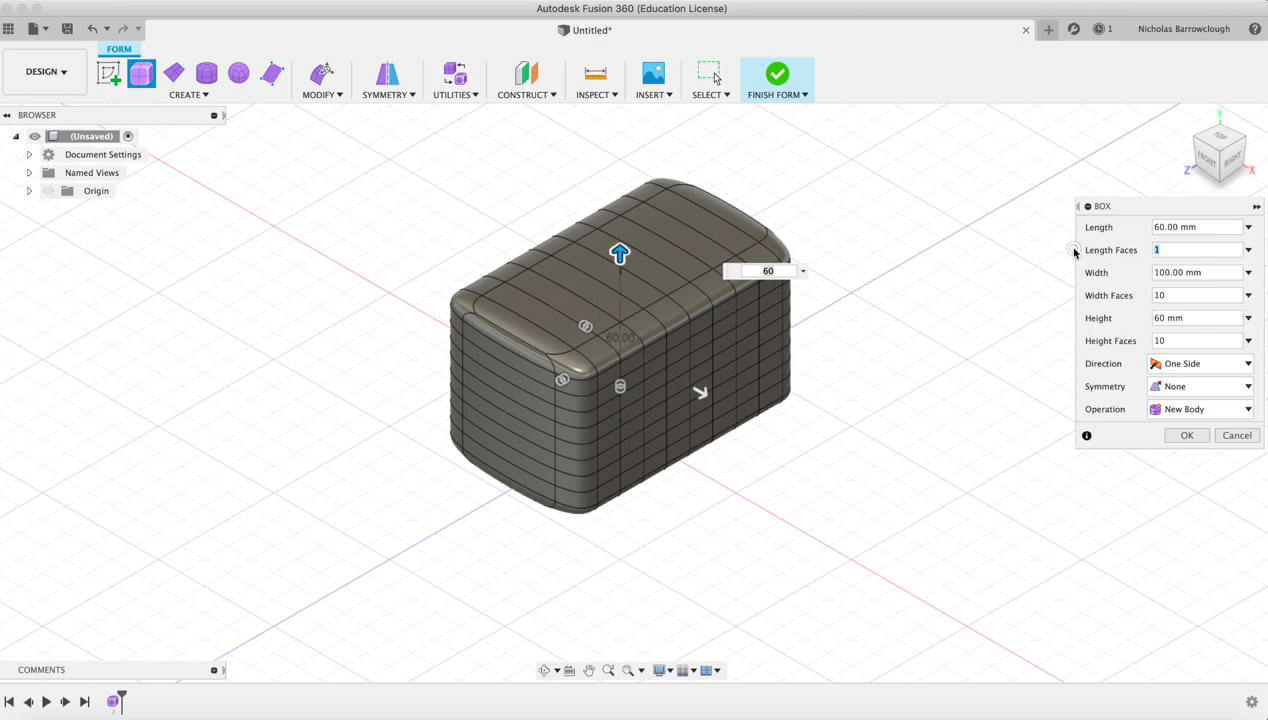 Autodesk Fusion 360 (Education License)
Untitled*
1
Nicholas Barrowclough
FORM
DESIGN
CREATE
MODIFY
SYMMETRY
UTILITIES
CONSTRUCT
INSPECT
INSERT
SELECT
FINISH FORM
BROWSER
(Unsaved)
Document Settings
Named Views
Origin
TOP
FRONT
RIGHT
Y
Z
X
60
60.00
BOX
Length 60.00 mm
Length Faces 1
Width 100.00 mm
Width Faces 10
Height 60 mm
Height Faces 10
Direction One Side
Symmetry None
Operation New Body
OK Cancel
COMMENTS